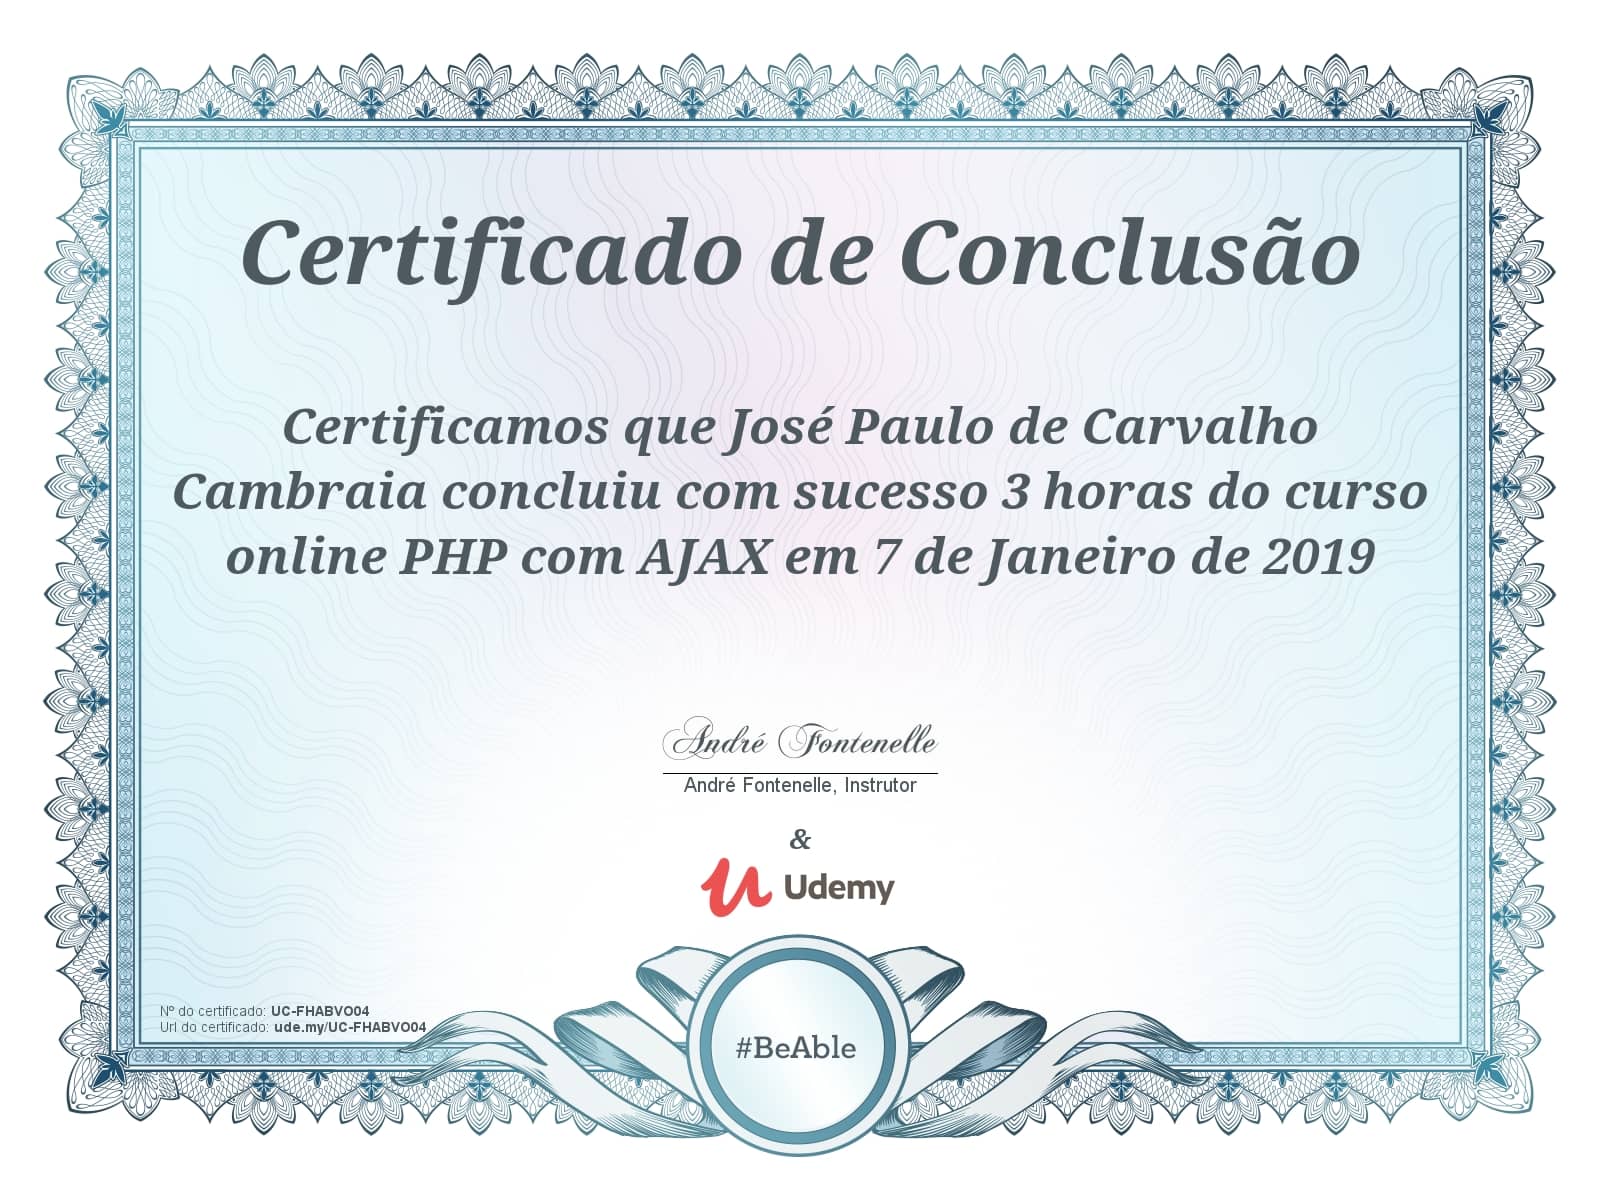 Certificado de Conclusão
Certificamos que José Paulo de Carvalho
Cambraia concluiu com sucesso 3 horas do curso
online PHP com AJAX em 7 de Janeiro de 2019
André Fontenelle
André Fontenelle, Instrutor
&
Udemy
Nº do certificado: UC-FHABVO04
Url do certificado: ude.my/UC-FHABVO04
#BeAble